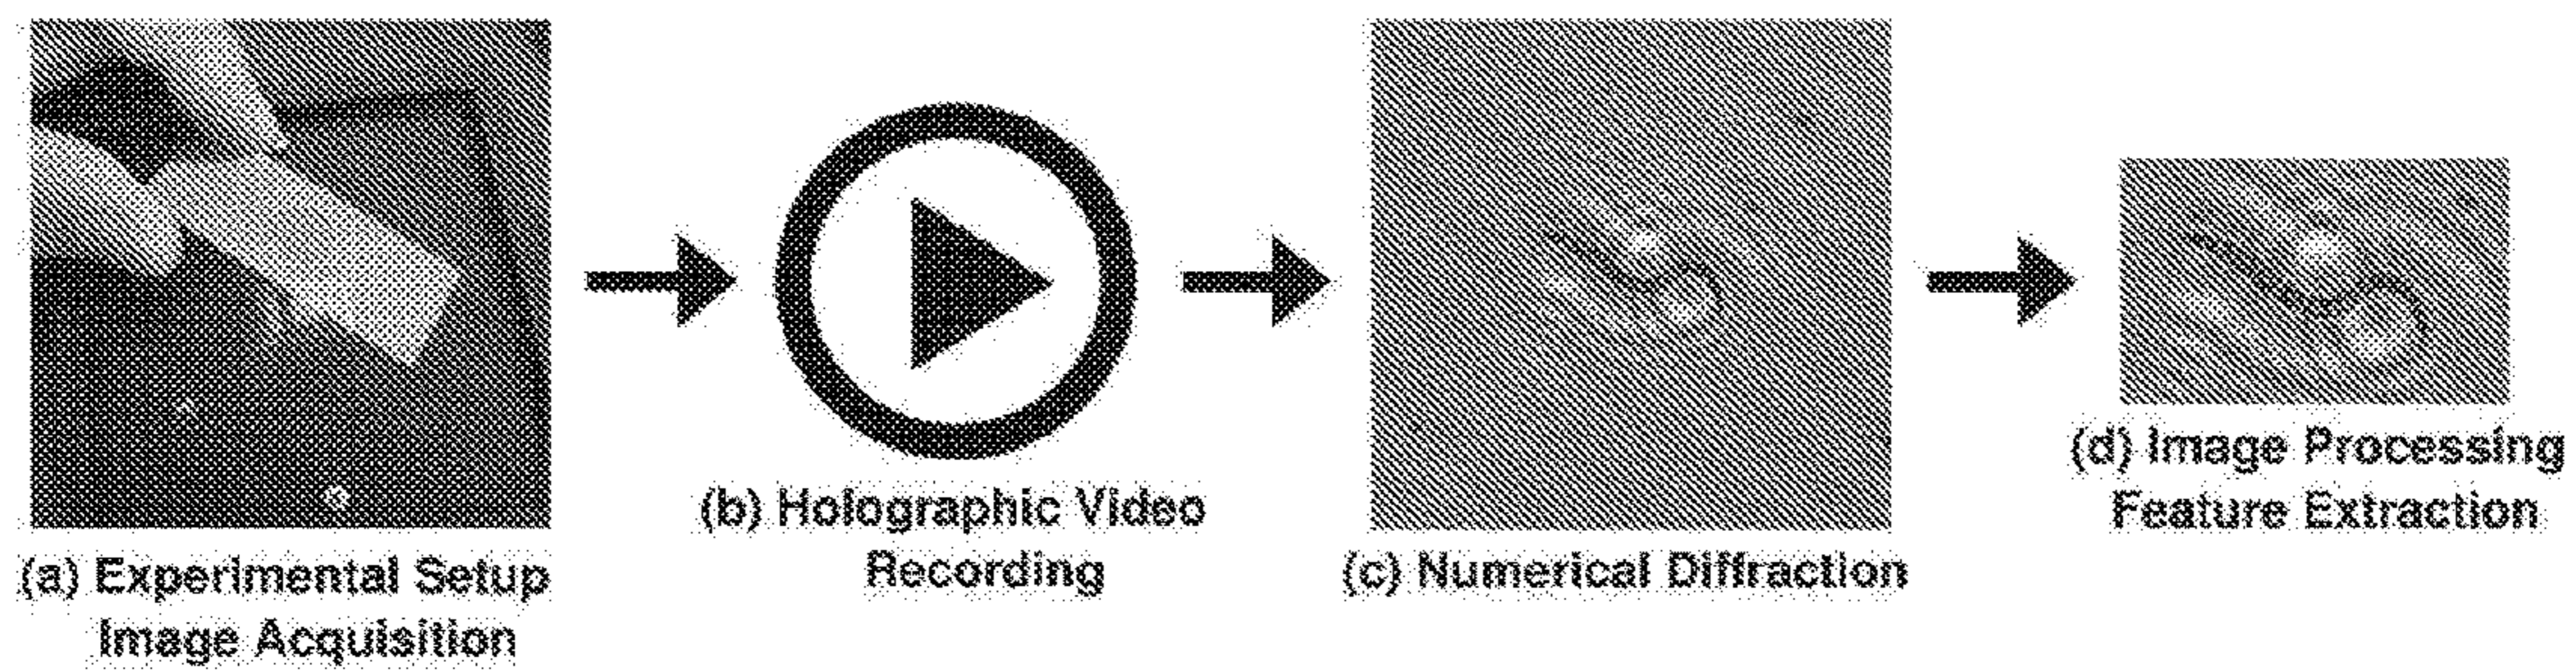 (a) Experimental Setup
Image Acquisition
(b) Holographic Video
Recording
(c) Numerical Diffraction
(d) Image Processing
Feature Extraction